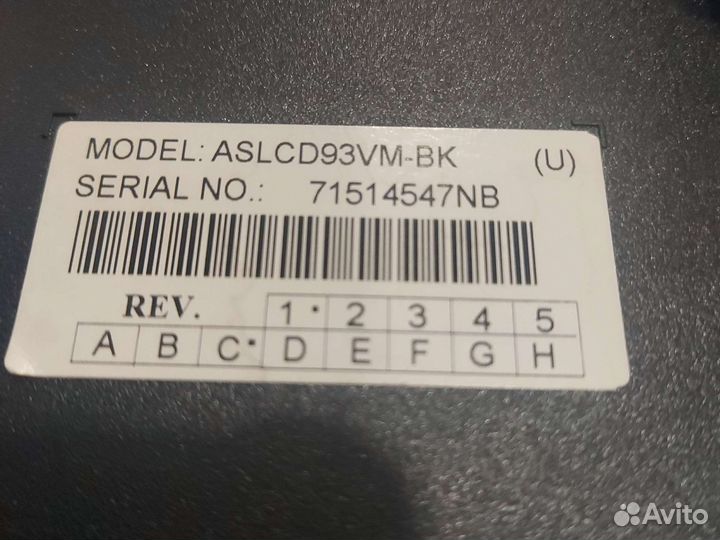 MODEL: ASLCD93VM-BK (U)
SERIAL NO.: 71514547NB
REV. 1• 2 3 4 5
A B C• D E F G H
Avito